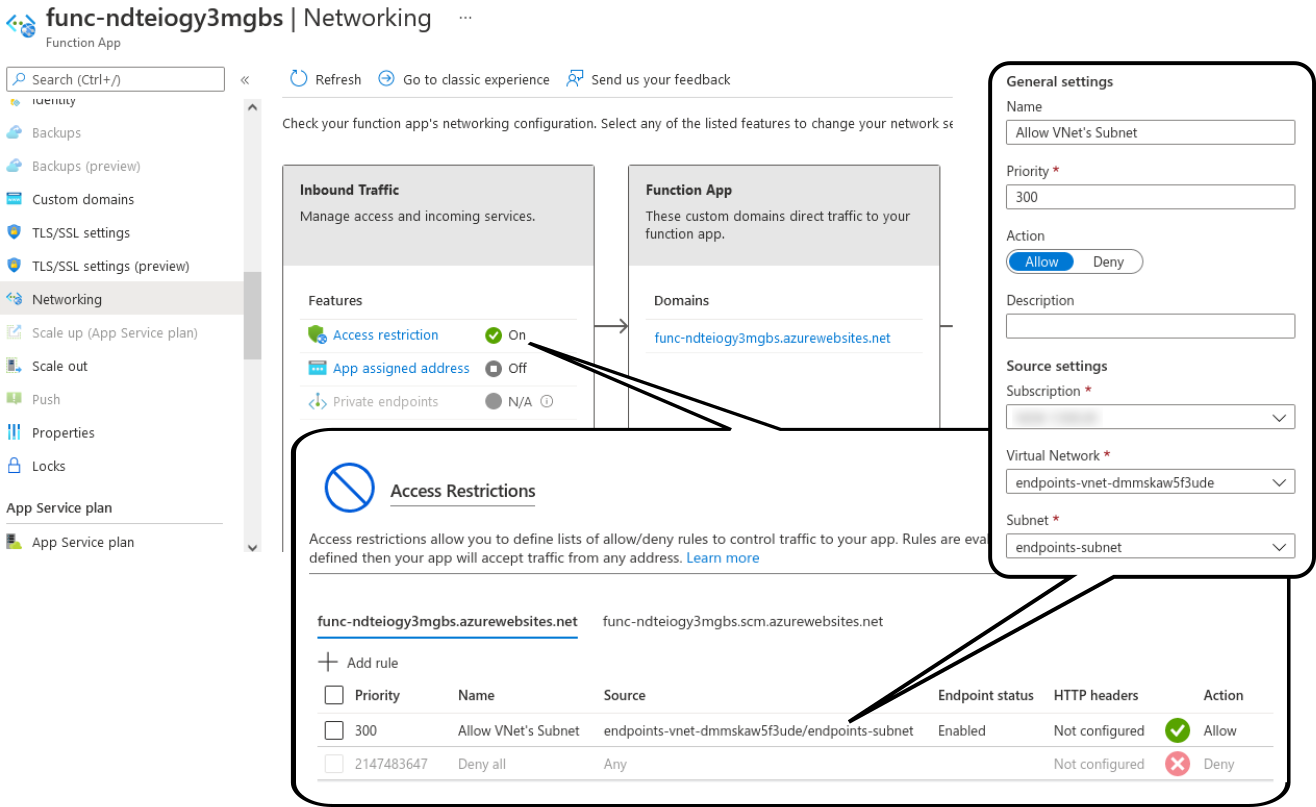 func-ndteiogy3mgbs | Networking ...
Function App
Search (Ctrl+/)
«
Identity
Backups
Backups (preview)
Custom domains
TLS/SSL settings
TLS/SSL settings (preview)
Networking
Scale up (App Service plan)
Scale out
Push
Properties
Locks
App Service plan
App Service plan
Refresh
Go to classic experience
Send us your feedback
Check your function app's networking configuration. Select any of the listed features to change your network se
Inbound Traffic
Manage access and incoming services.
Features
Access restriction On
App assigned address Off
Private endpoints N/A
Function App
These custom domains direct traffic to your
function app.
Domains
func-ndteiogy3mgbs.azurewebsites.net
Access Restrictions
Access restrictions allow you to define lists of allow/deny rules to control traffic to your app. Rules are eval
defined then your app will accept traffic from any address. Learn more
func-ndteiogy3mgbs.azurewebsites.net
func-ndteiogy3mgbs.scm.azurewebsites.net
Add rule
Priority Name Source Endpoint status HTTP headers Action
300 Allow VNet's Subnet endpoints-vnet-dmmskaw5f3ude/endpoints-subnet Enabled Not configured Allow
2147483647 Deny all Any Not configured Deny
General settings
Name
Allow VNet's Subnet
Priority *
300
Action
Allow Deny
Description
Source settings
Subscription *
Virtual Network *
endpoints-vnet-dmmskaw5f3ude
Subnet *
endpoints-subnet